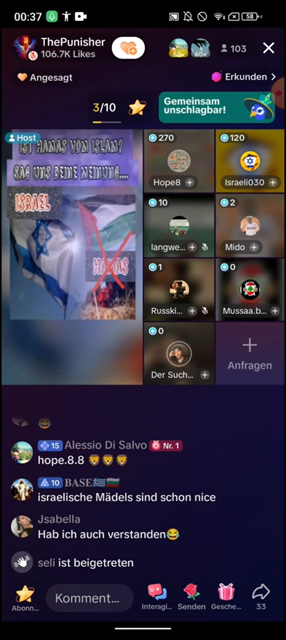 00:37
58
ThePunisher
106.7K Likes
103
Angesagt
Erkunden >
3/10
Gemeinsam
unschlagbar!
Host
IST HAMAS VON ISLAN?
SAG UNS DEINE MEINUNG...
ISRAEL
HAMAS
270
Hope8
120
Israeli030
10
langwe...
2
Mido
1
Russki...
0
Mussaa.b...
0
Der Such...
Anfragen
15 Alessio Di Salvo Nr. 1
hope.8.8
10 BASE
israelische Mädels sind schon nice
Jsabella
Hab ich auch verstanden😂
seli ist beigetreten
Abonn...
Komment...
Interagi...
Senden
Gesche...
33